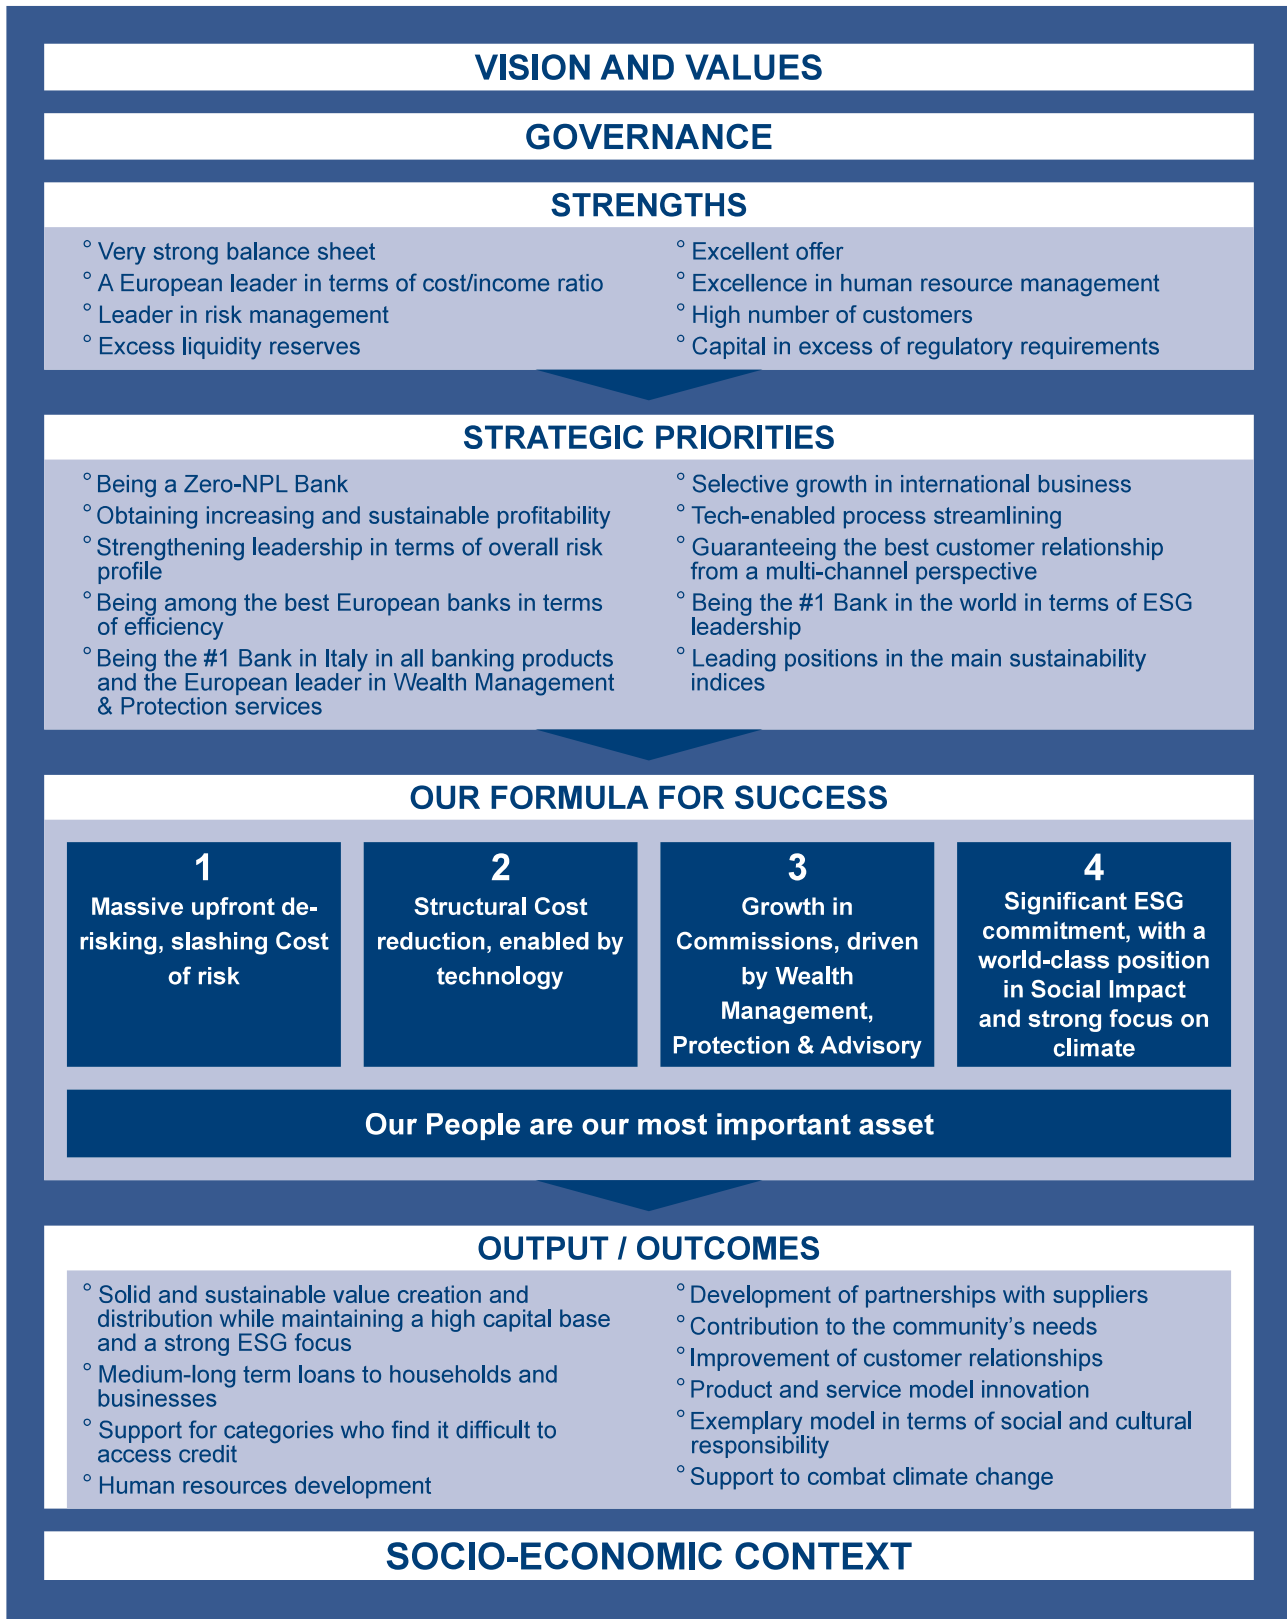 VISION AND VALUES
GOVERNANCE
STRENGTHS
° Very strong balance sheet
° A European leader in terms of cost/income ratio
° Leader in risk management
° Excess liquidity reserves
° Excellent offer
° Excellence in human resource management
° High number of customers
° Capital in excess of regulatory requirements
STRATEGIC PRIORITIES
° Being a Zero-NPL Bank
° Obtaining increasing and sustainable profitability
° Strengthening leadership in terms of overall risk
profile
° Being among the best European banks in terms
of efficiency
° Being the #1 Bank in Italy in all banking products
and the European leader in Wealth Management
& Protection services
° Selective growth in international business
° Tech-enabled process streamlining
° Guaranteeing the best customer relationship
from a multi-channel perspective
° Being the #1 Bank in the world in terms of ESG
leadership
° Leading positions in the main sustainability
indices
OUR FORMULA FOR SUCCESS
1
Massive upfront de-
risking, slashing Cost
of risk
2
Structural Cost
reduction, enabled by
technology
3
Growth in
Commissions, driven
by Wealth
Management,
Protection & Advisory
4
Significant ESG
commitment, with a
world-class position
in Social Impact
and strong focus on
climate
Our People are our most important asset
OUTPUT / OUTCOMES
° Solid and sustainable value creation and
distribution while maintaining a high capital base
and a strong ESG focus
° Medium-long term loans to households and
businesses
° Support for categories who find it difficult to
access credit
° Human resources development
° Development of partnerships with suppliers
° Contribution to the community’s needs
° Improvement of customer relationships
° Product and service model innovation
° Exemplary model in terms of social and cultural
responsibility
° Support to combat climate change
SOCIO-ECONOMIC CONTEXT